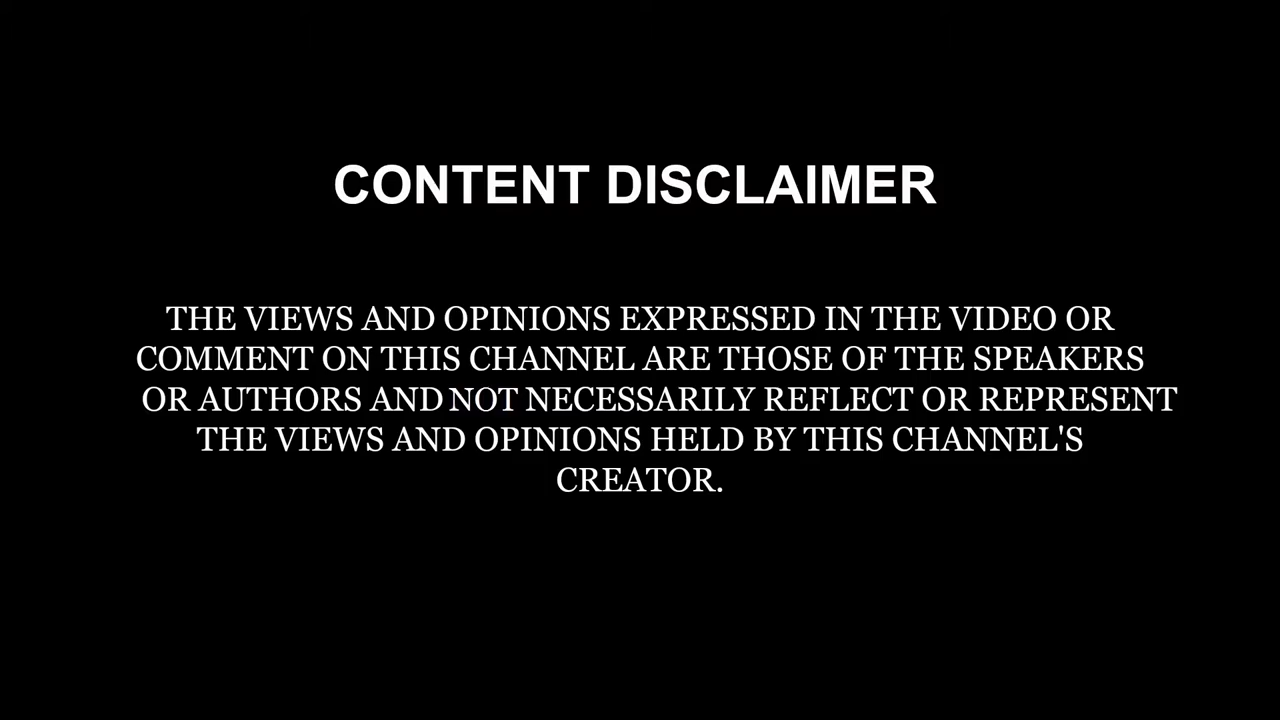 CONTENT DISCLAIMER
THE VIEWS AND OPINIONS EXPRESSED IN THE VIDEO OR
COMMENT ON THIS CHANNEL ARE THOSE OF THE SPEAKERS
OR AUTHORS AND NOT NECESSARILY REFLECT OR REPRESENT
THE VIEWS AND OPINIONS HELD BY THIS CHANNEL'S
CREATOR.